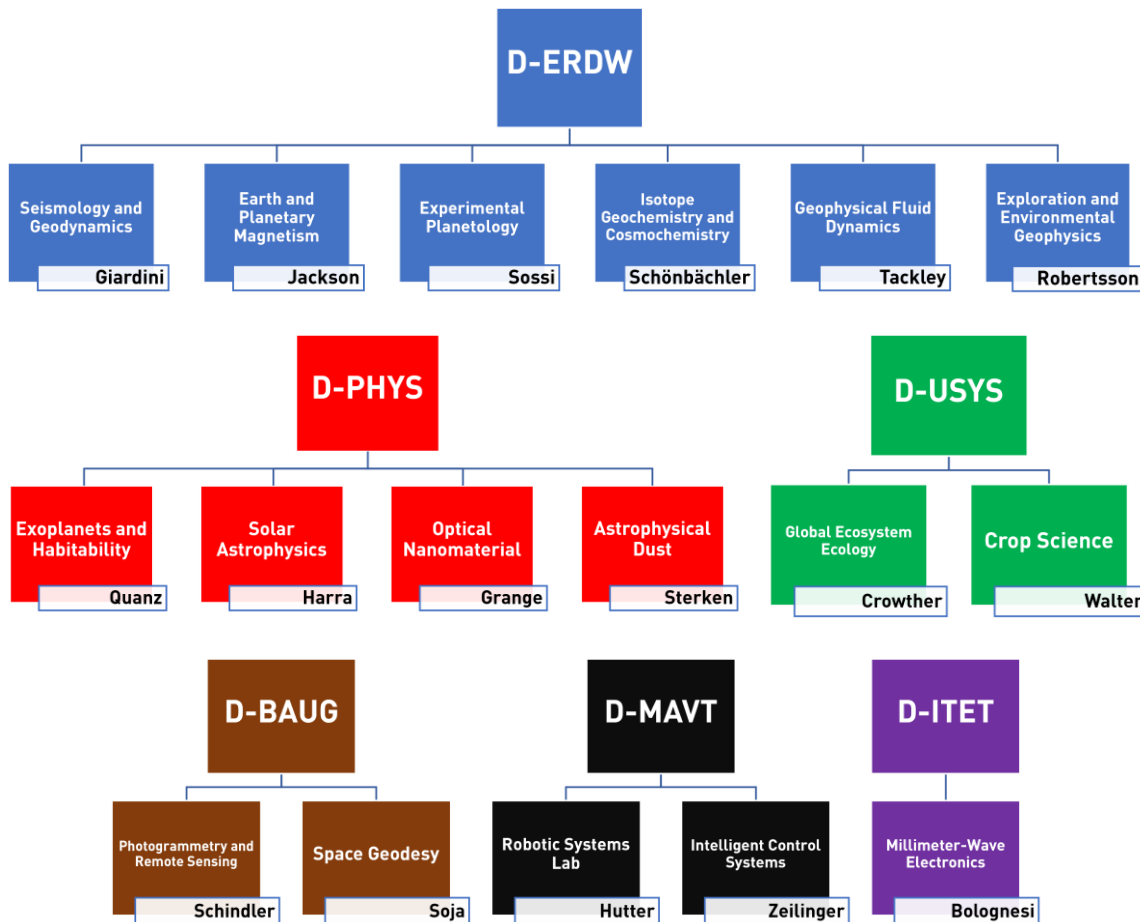 D-ERDW
Seismology and
Geodynamics
Giardini
Earth and
Planetary
Magnetism
Jackson
Experimental
Planetology
Sossi
Isotope
Geochemistry and
Cosmochemistry
Schönbächler
Geophysical Fluid
Dynamics
Tackley
Exploration and
Environmental
Geophysics
Robertsson
D-PHYS
Exoplanets and
Habitability
Quanz
Solar
Astrophysics
Harra
Optical
Nanomaterial
Grange
Astrophysical
Dust
Sterken
D-USYS
Global Ecosystem
Ecology
Crowther
Crop Science
Walter
D-BAUG
Photogrammetry and
Remote Sensing
Schindler
Space Geodesy
Soja
D-MAVT
Robotic Systems
Lab
Hutter
Intelligent Control
Systems
Zeilinger
D-ITET
Millimeter-Wave
Electronics
Bolognesi